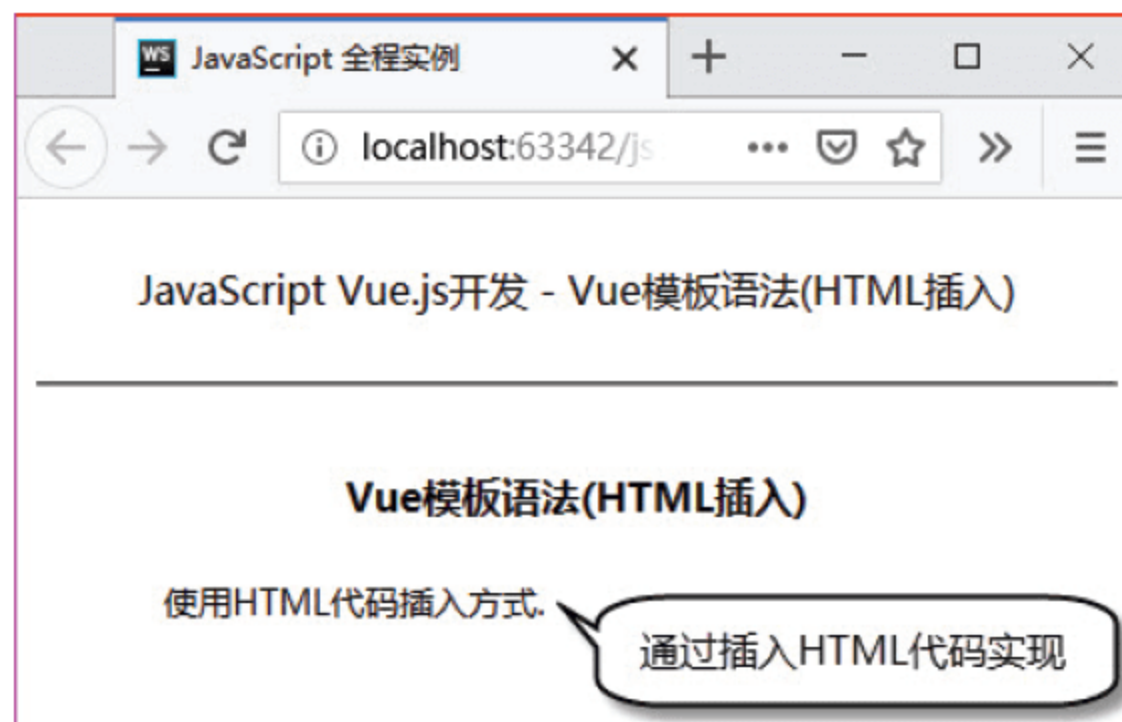 WS JavaScript 全程实例
localhost:63342/js
JavaScript Vue.js开发 - Vue模板语法(HTML插入)
Vue模板语法(HTML插入)
使用HTML代码插入方式.
通过插入HTML代码实现